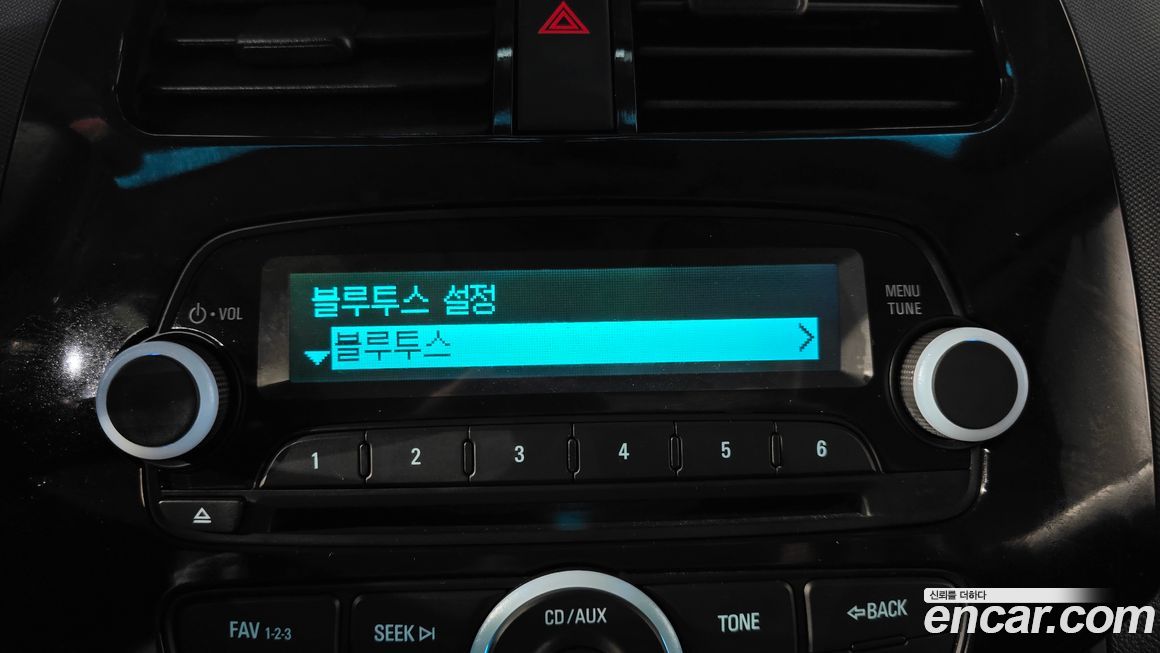 블루투스 설정
블루투스
VOL
MENU
TUNE
1 2 3 4 5 6
FAV 1-2-3
SEEK
CD/AUX
TONE
BACK
신뢰를 더하다
encar.com